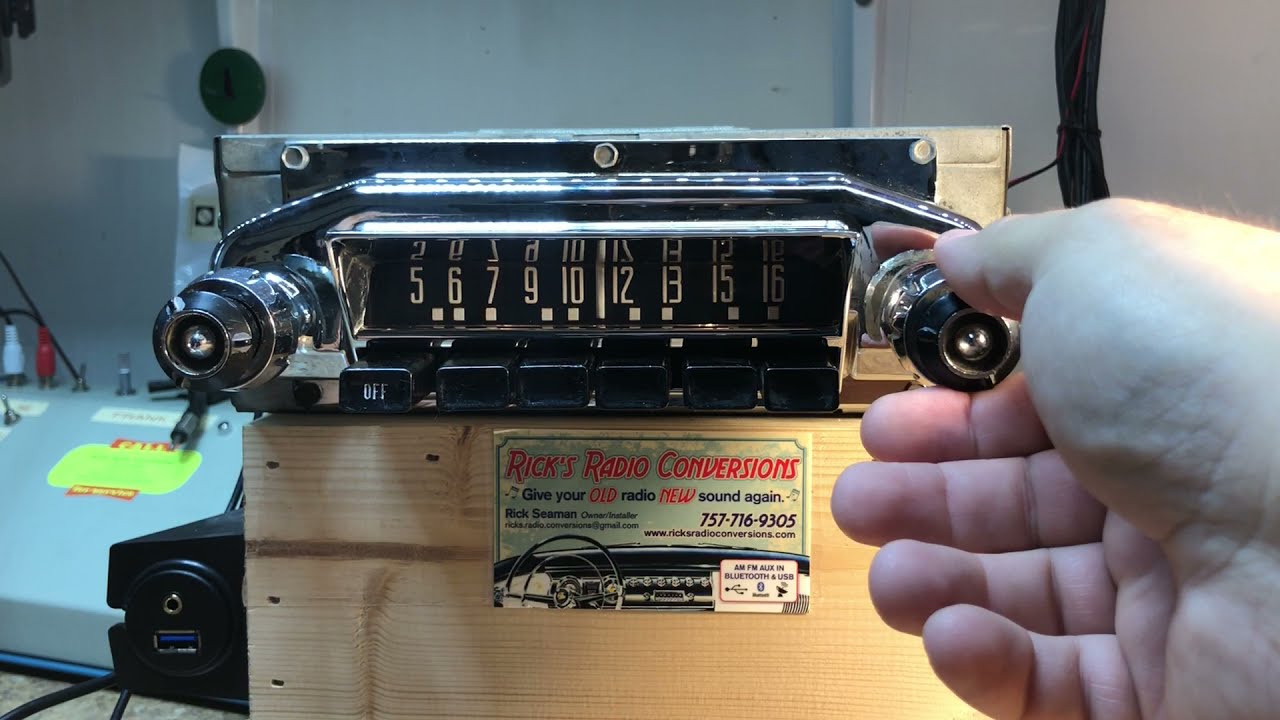 5 6 7 9 10 12 13 15 16
OFF
RICK'S RADIO CONVERSIONS
Give your OLD radio NEW sound again.
Rick Seaman Owner/Installer
757-716-9305
ricks.radio.conversions@gmail.com
www.ricksradioconversions.com
AM FM AUX IN
BLUETOOTH & USB
Bluetooth